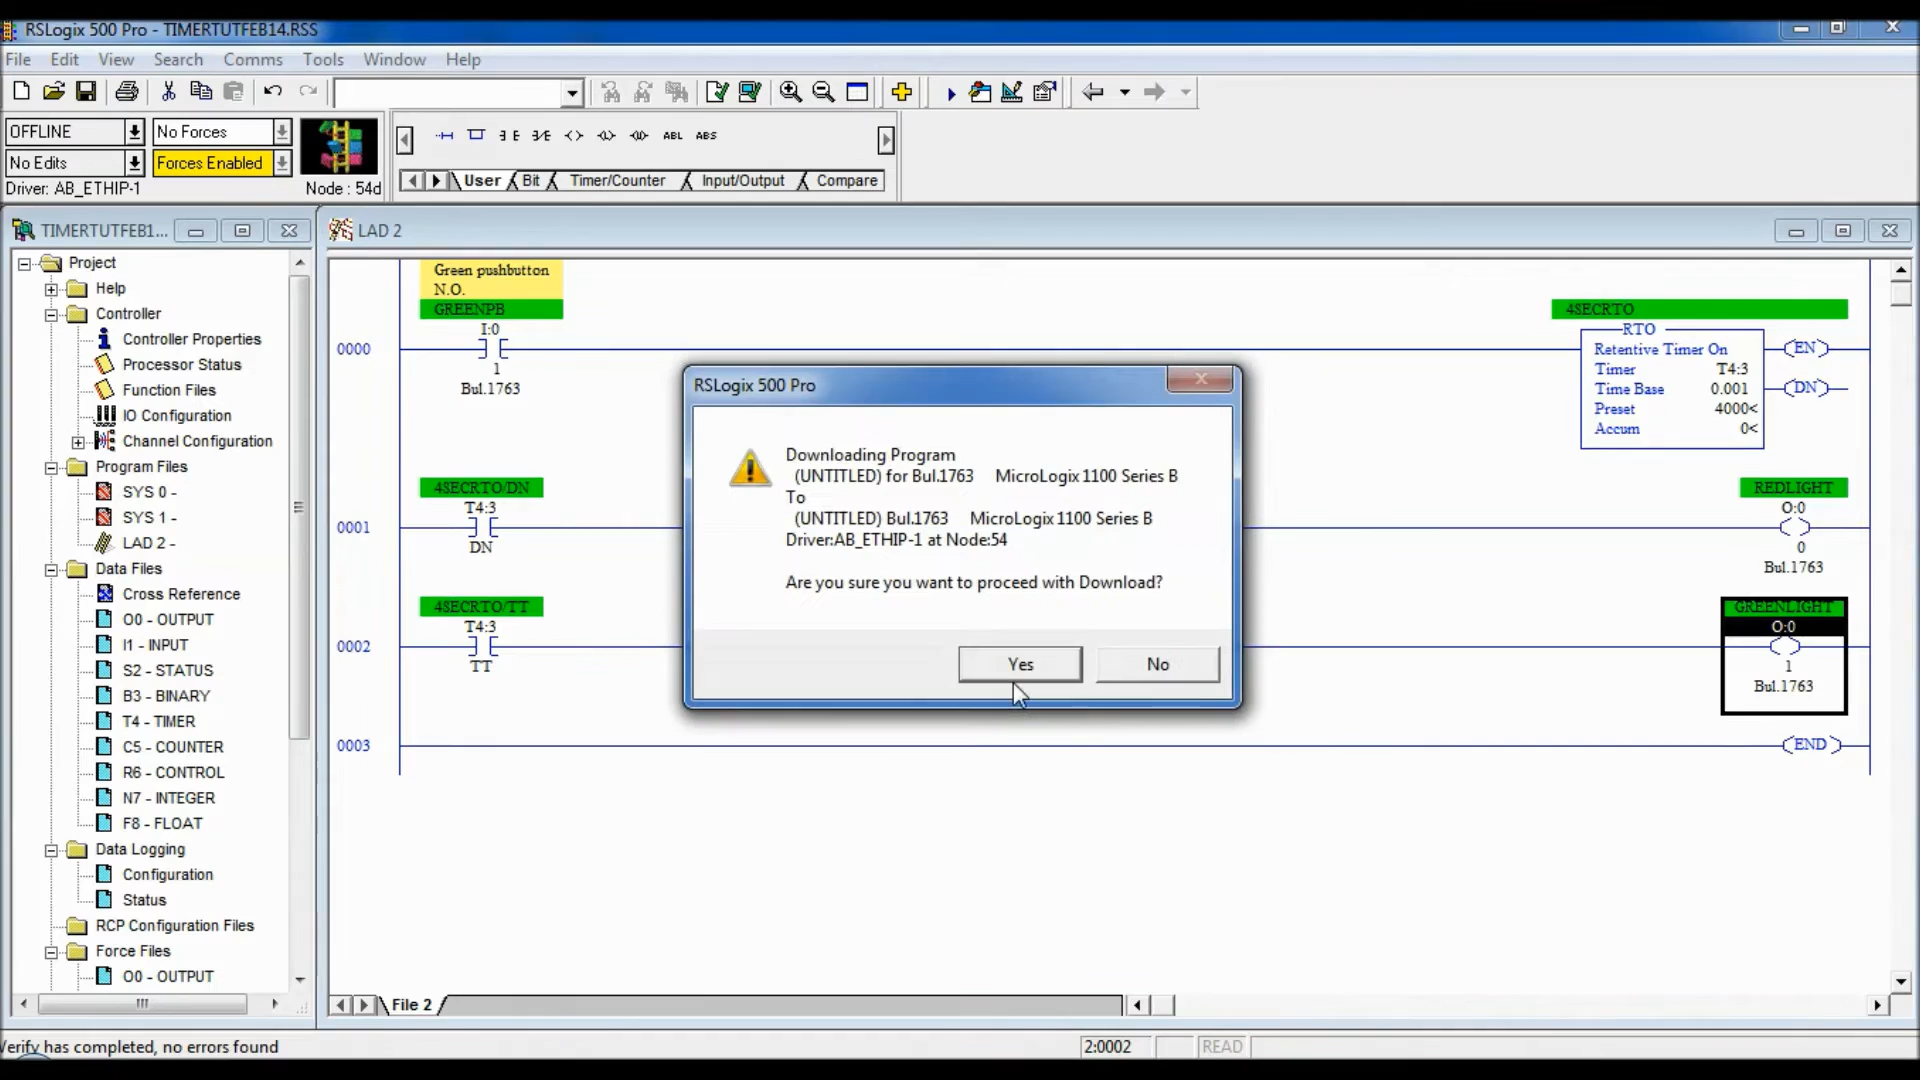 RSLogix 500 Pro - TIMERTUTFEB14.RSS
File Edit View Search Comms Tools Window Help
OFFLINE No Forces
No Edits Forces Enabled
Driver: AB_ETHIP-1 Node : 54d
ABL ABS
User Bit Timer/Counter Input/Output Compare
TIMERTUTFEB1...
Project
Help
Controller
Controller Properties
Processor Status
Function Files
IO Configuration
Channel Configuration
Program Files
SYS 0 -
SYS 1 -
LAD 2 -
Data Files
Cross Reference
O0 - OUTPUT
I1 - INPUT
S2 - STATUS
B3 - BINARY
T4 - TIMER
C5 - COUNTER
R6 - CONTROL
N7 - INTEGER
F8 - FLOAT
Data Logging
Configuration
Status
RCP Configuration Files
Force Files
O0 - OUTPUT
LAD 2
Green pushbutton
N.O.
GREENPB
I:0
0000
1
Bul.1763
4SECRTO
RTO
Retentive Timer On
Timer T4:3
Time Base 0.001
Preset 4000<
Accum 0<
EN
DN
4SECRTO/DN
T4:3
0001
DN
REDLIGHT
O:0
0
Bul.1763
4SECRTO/TT
T4:3
0002
TT
GREENLIGHT
O:0
1
Bul.1763
0003
END
RSLogix 500 Pro
Downloading Program
(UNTITLED) for Bul.1763 MicroLogix 1100 Series B
To
(UNTITLED) Bul.1763 MicroLogix 1100 Series B
Driver:AB_ETHIP-1 at Node:54
Are you sure you want to proceed with Download?
Yes No
File 2
Verify has completed, no errors found
2:0002 READ